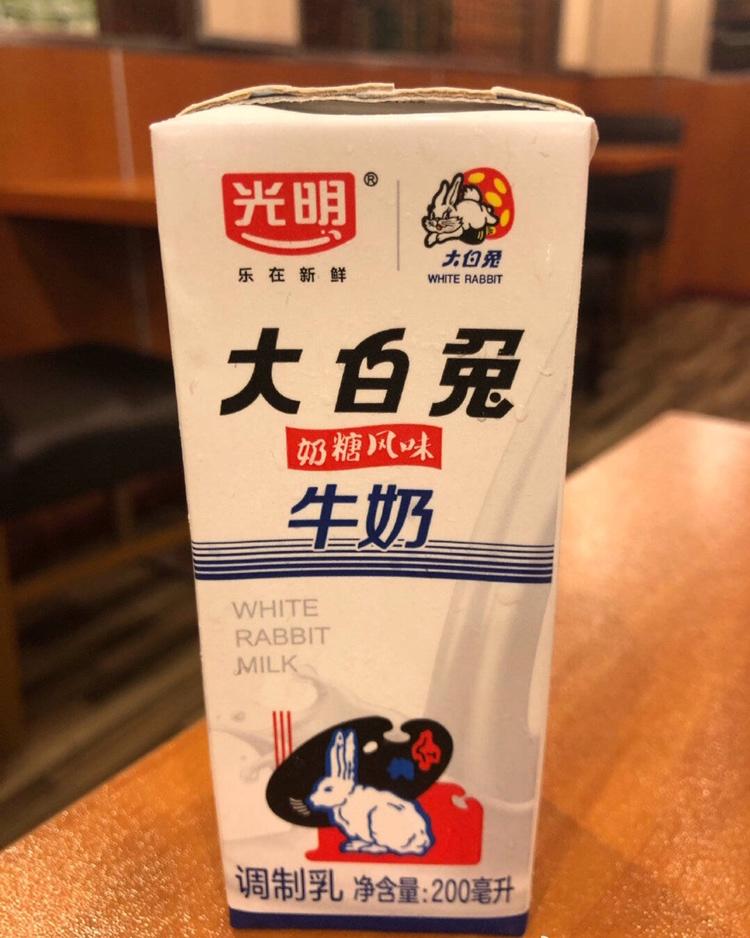 光明®
乐在新鲜
大白兔
WHITE RABBIT
大白兔
奶糖风味
牛奶
WHITE
RABBIT
MILK
调制乳 净含量:200毫升